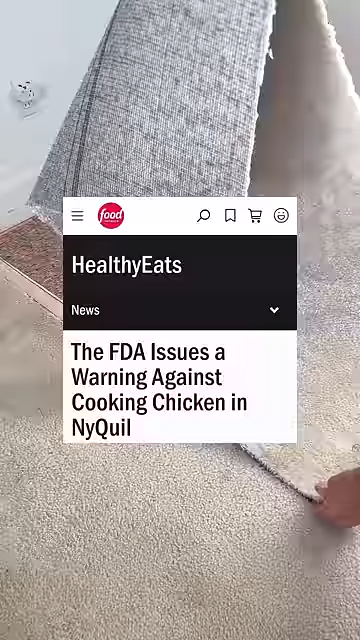 food
HealthyEats
News
The FDA Issues a
Warning Against
Cooking Chicken in
NyQuil